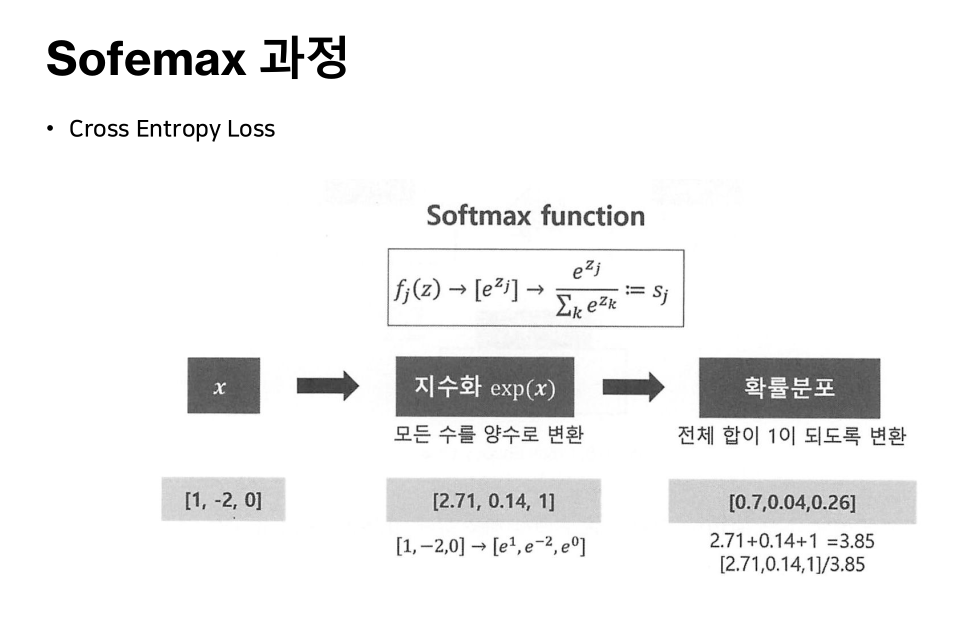 Sofemax 과정
• Cross Entropy Loss
Softmax function
f_j(z) → [e^{z_j}] → \frac{e^{z_j}}{\sum_k e^{z_k}} := s_j
x
지수화 exp(x)
확률분포
모든 수를 양수로 변환
전체 합이 1이 되도록 변환
[1, -2, 0]
[2.71, 0.14, 1]
[0.7,0.04,0.26]
[1,−2,0] → [e^1, e^{−2}, e^0]
2.71+0.14+1 =3.85
[2.71,0.14,1]/3.85